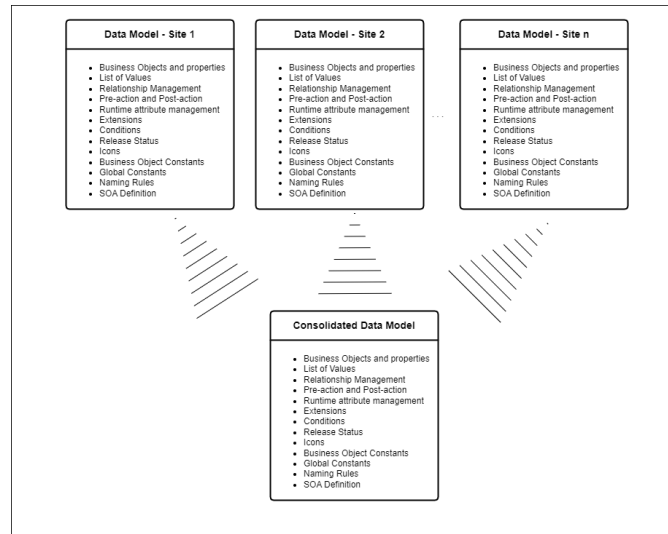 Data Model - Site 1
Business Objects and properties
List of Values
Relationship Management
Pre-action and Post-action
Runtime attribute management
Extensions
Conditions
Release Status
Icons
Business Object Constants
Global Constants
Naming Rules
SOA Definition
Data Model - Site 2
Business Objects and properties
List of Values
Relationship Management
Pre-action and Post-action
Runtime attribute management
Extensions
Conditions
Release Status
Icons
Business Object Constants
Global Constants
Naming Rules
SOA Definition
...
Data Model - Site n
Business Objects and properties
List of Values
Relationship Management
Pre-action and Post-action
Runtime attribute management
Extensions
Conditions
Release Status
Icons
Business Object Constants
Global Constants
Naming Rules
SOA Definition
Consolidated Data Model
Business Objects and properties
List of Values
Relationship Management
Pre-action and Post-action
Runtime attribute management
Extensions
Conditions
Release Status
Icons
Business Object Constants
Global Constants
Naming Rules
SOA Definition